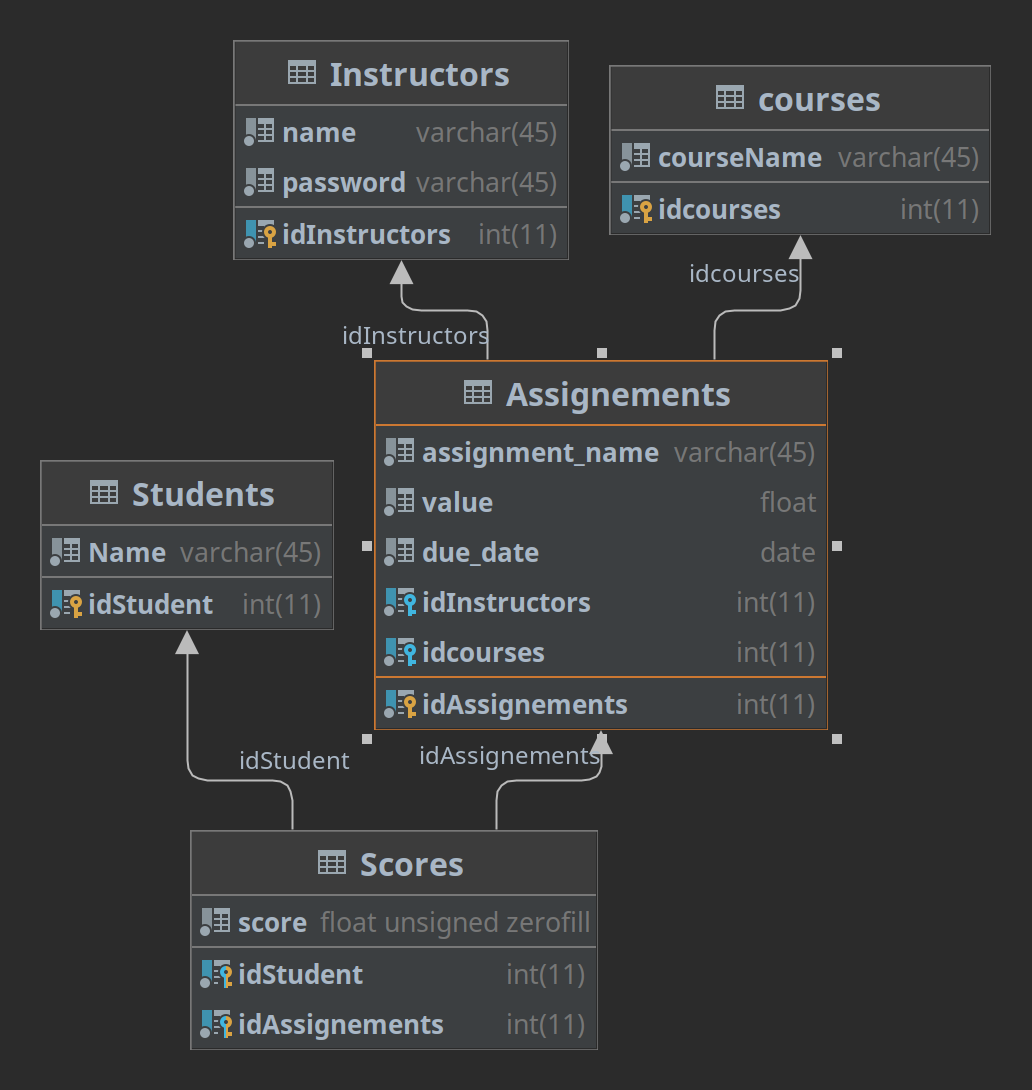 Instructors
name varchar(45)
password varchar(45)
idInstructors int(11)
courses
courseName varchar(45)
idcourses int(11)
idcourses
idInstructors
Assignements
assignment_name varchar(45)
value float
due_date date
idInstructors int(11)
idcourses int(11)
idAssignements int(11)
Students
Name varchar(45)
idStudent int(11)
idStudent
idAssignements
Scores
score float unsigned zerofill
idStudent int(11)
idAssignements int(11)